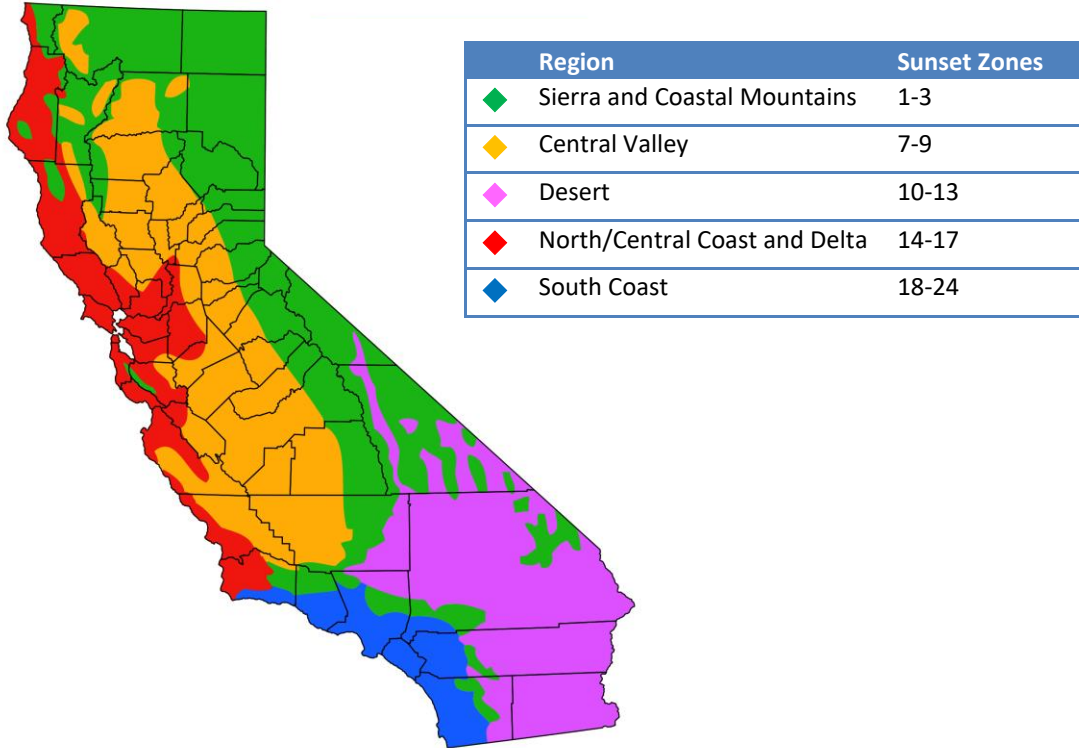 Region Sunset Zones
Sierra and Coastal Mountains 1-3
Central Valley 7-9
Desert 10-13
North/Central Coast and Delta 14-17
South Coast 18-24